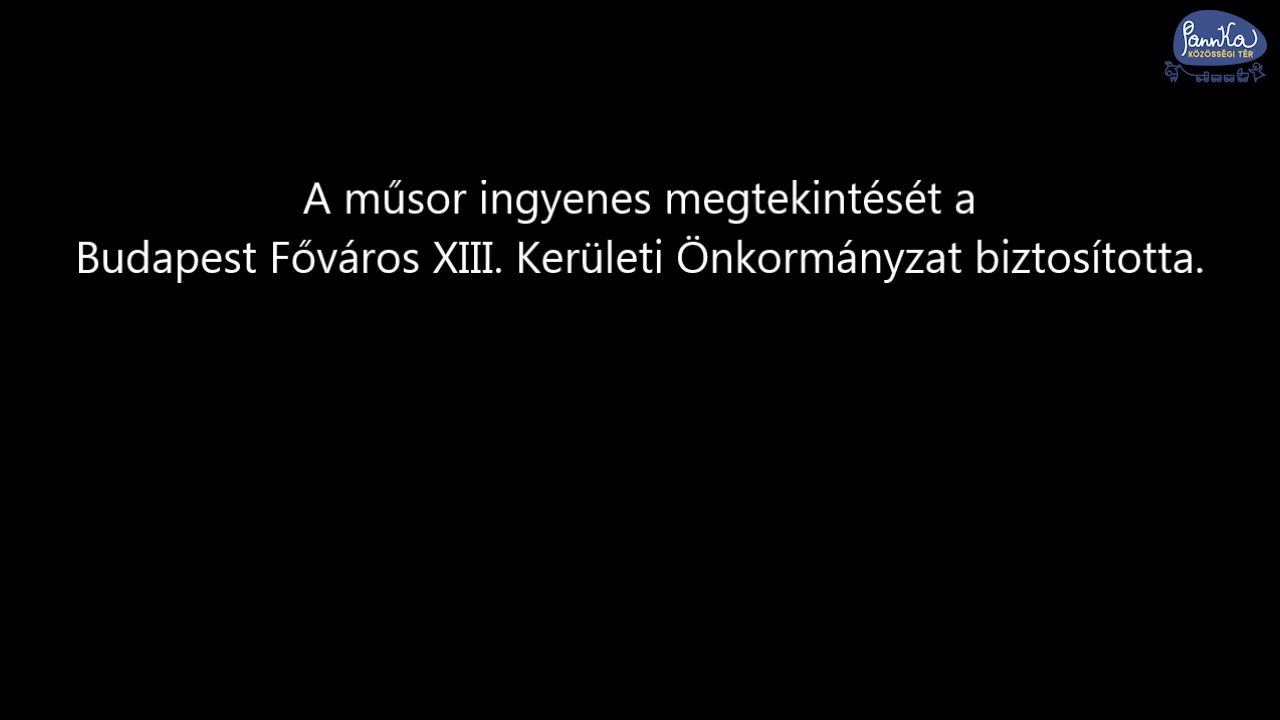 PannKa
KÖZÖSSÉGI TÉR
A műsor ingyenes megtekintését a
Budapest Főváros XIII. Kerületi Önkormányzat biztosította.